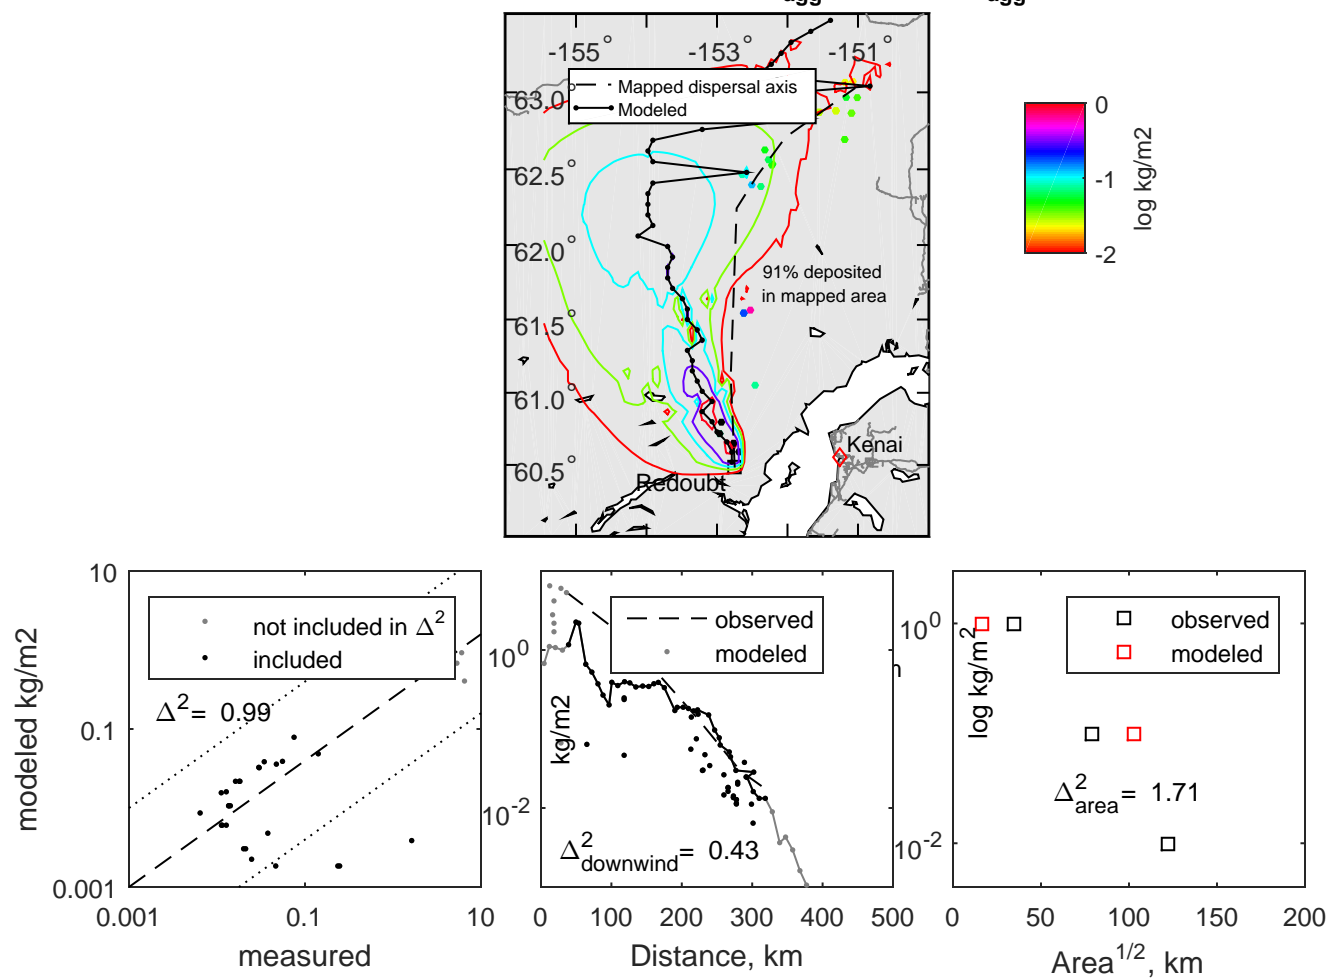 agg agg
-155° -153° -151°
Mapped dispersal axis
Modeled
63.0°
62.5°
62.0°
61.5°
61.0°
60.5°
91% deposited
in mapped area
Kenai
Redoubt
0
-1
-2
log kg/m2
10
0.1
0.001
0.001 0.1 10
modeled kg/m2
measured
not included in Δ²
included
Δ²= 0.99
10⁰
10⁻²
kg/m2
observed
modeled
Δ²downwind= 0.43
0 100 200 300 400 500
Distance, km
10⁰
10⁻²
log kg/m²
observed
modeled
Δ²area= 1.71
0 50 100 150 200
Area¹/², km